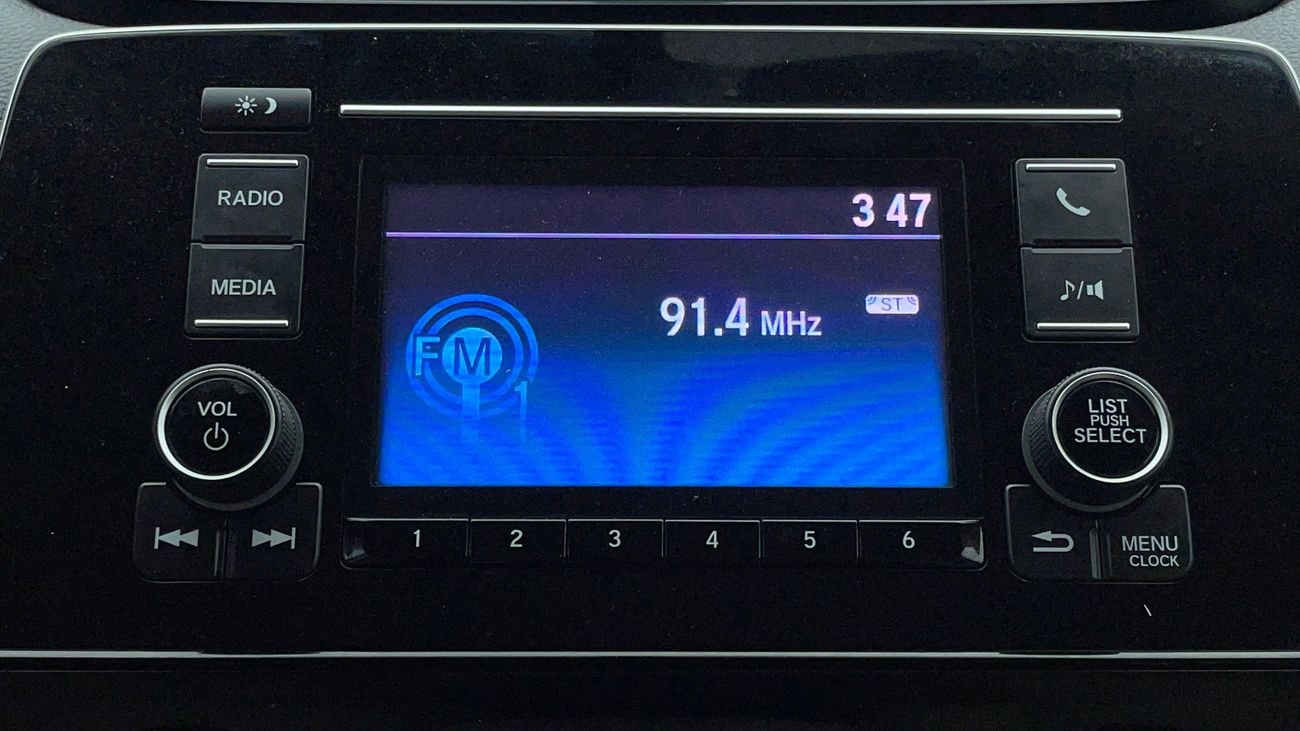 RADIO
MEDIA
VOL
3 47
91.4 MHz
ST
FM
1
1 2 3 4 5 6
LIST
PUSH
SELECT
MENU
CLOCK